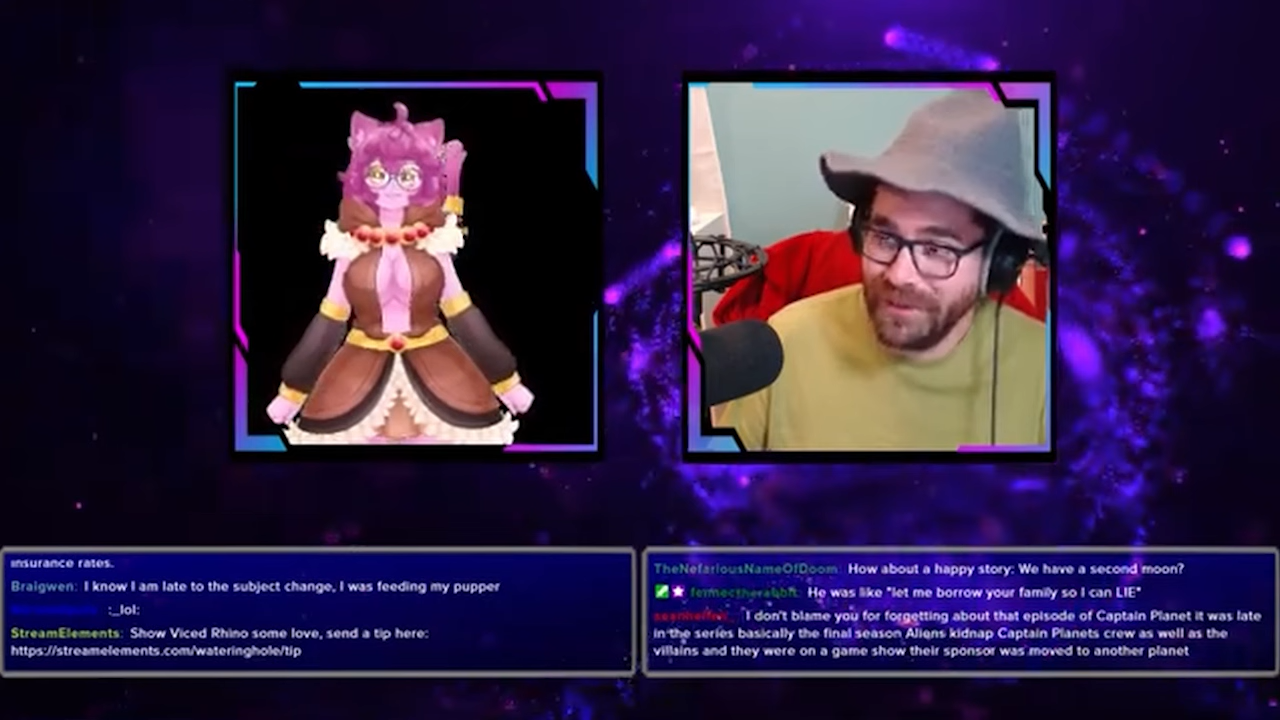 insurance rates.
Braigwen: I know I am late to the subject change, I was feeding my pupper
:_lol:
StreamElements: Show Viced Rhino some love, send a tip here:
https://streamelements.com/wateringhole/tip
TheNefariousNameOfDoom: How about a happy story: We have a second moon?
fermectherabbit: He was like "let me borrow your family so I can LIE"
I don't blame you for forgetting about that episode of Captain Planet it was late
in the series basically the final season Aliens kidnap Captain Planets crew as well as the
villains and they were on a game show their sponsor was moved to another planet